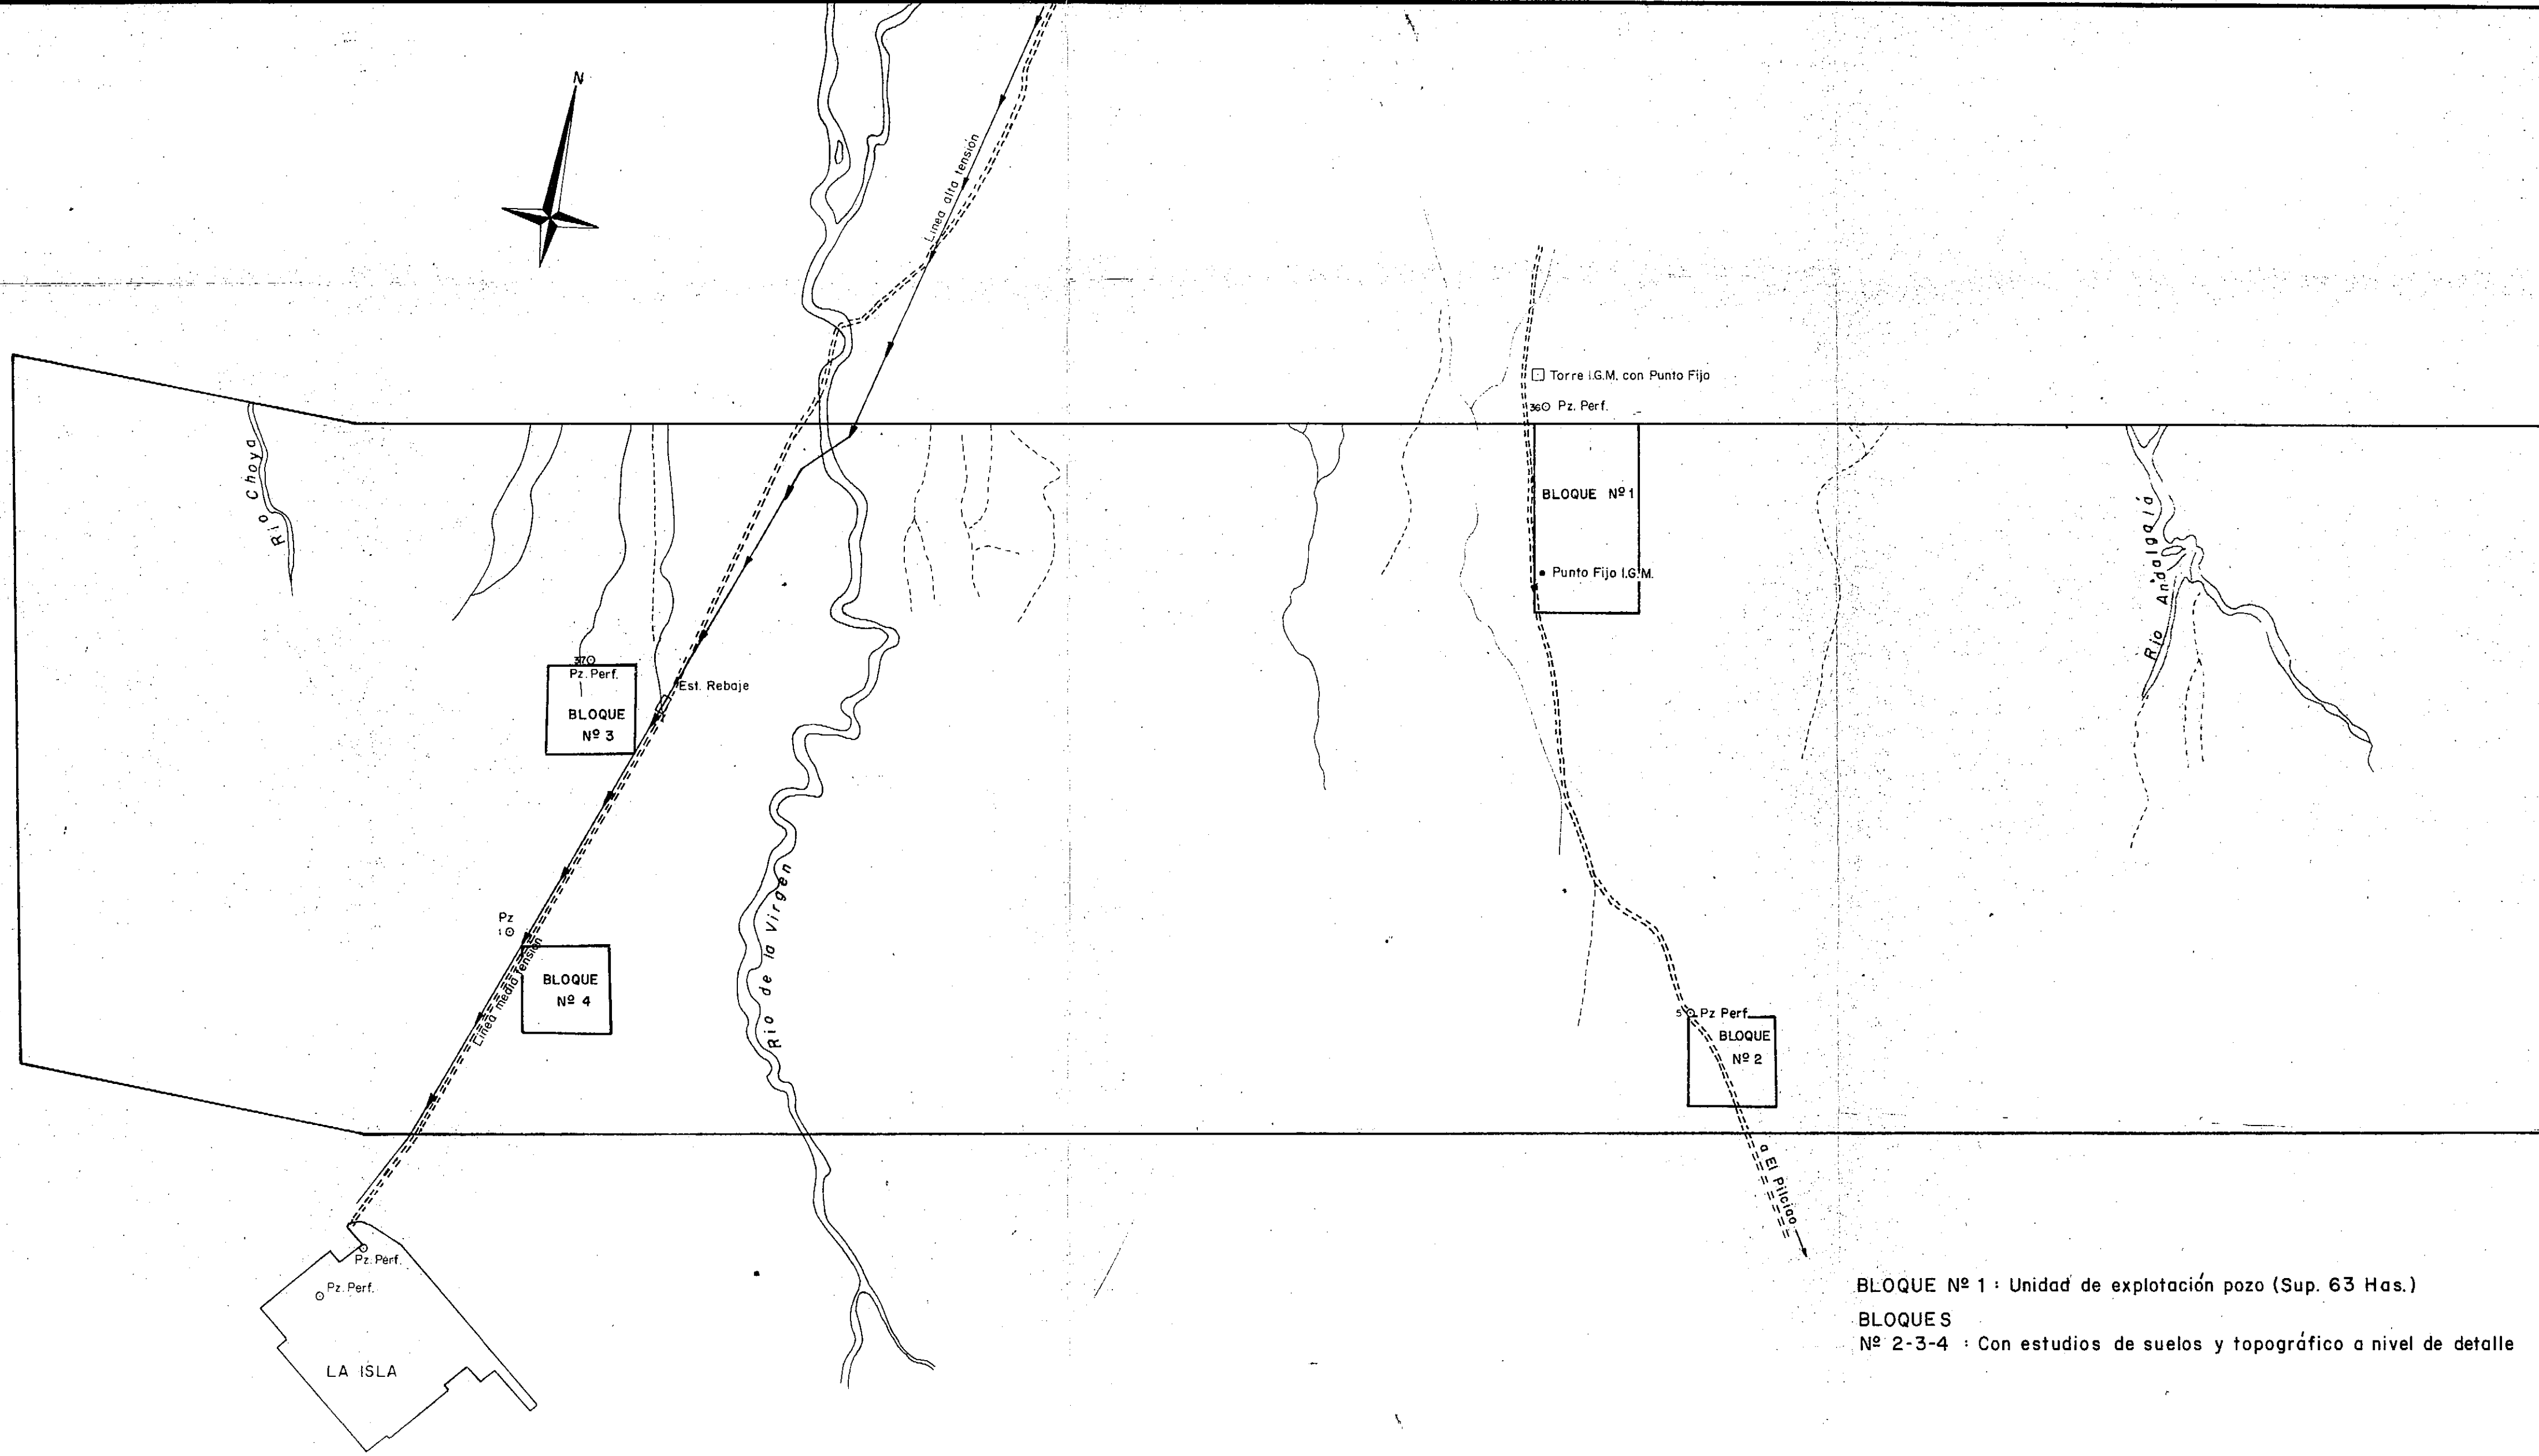 N
Línea alta tensión
Torre I.G.M. con Punto Fijo
36 Pz. Perf.
Río Choya
BLOQUE Nº 1
Punto Fijo I.G.M.
Río Andalgalá
37
Pz. Perf.
BLOQUE
Nº 3
Est. Rebaje
Pz
1
Línea media tensión
BLOQUE
Nº 4
Río de la Virgen
5 Pz Perf.
BLOQUE
Nº 2
a El Pilciao
Pz. Perf.
Pz. Perf.
LA ISLA
BLOQUE Nº 1 : Unidad de explotación pozo (Sup. 63 Has.)
BLOQUES
Nº 2-3-4 : Con estudios de suelos y topográfico a nivel de detalle